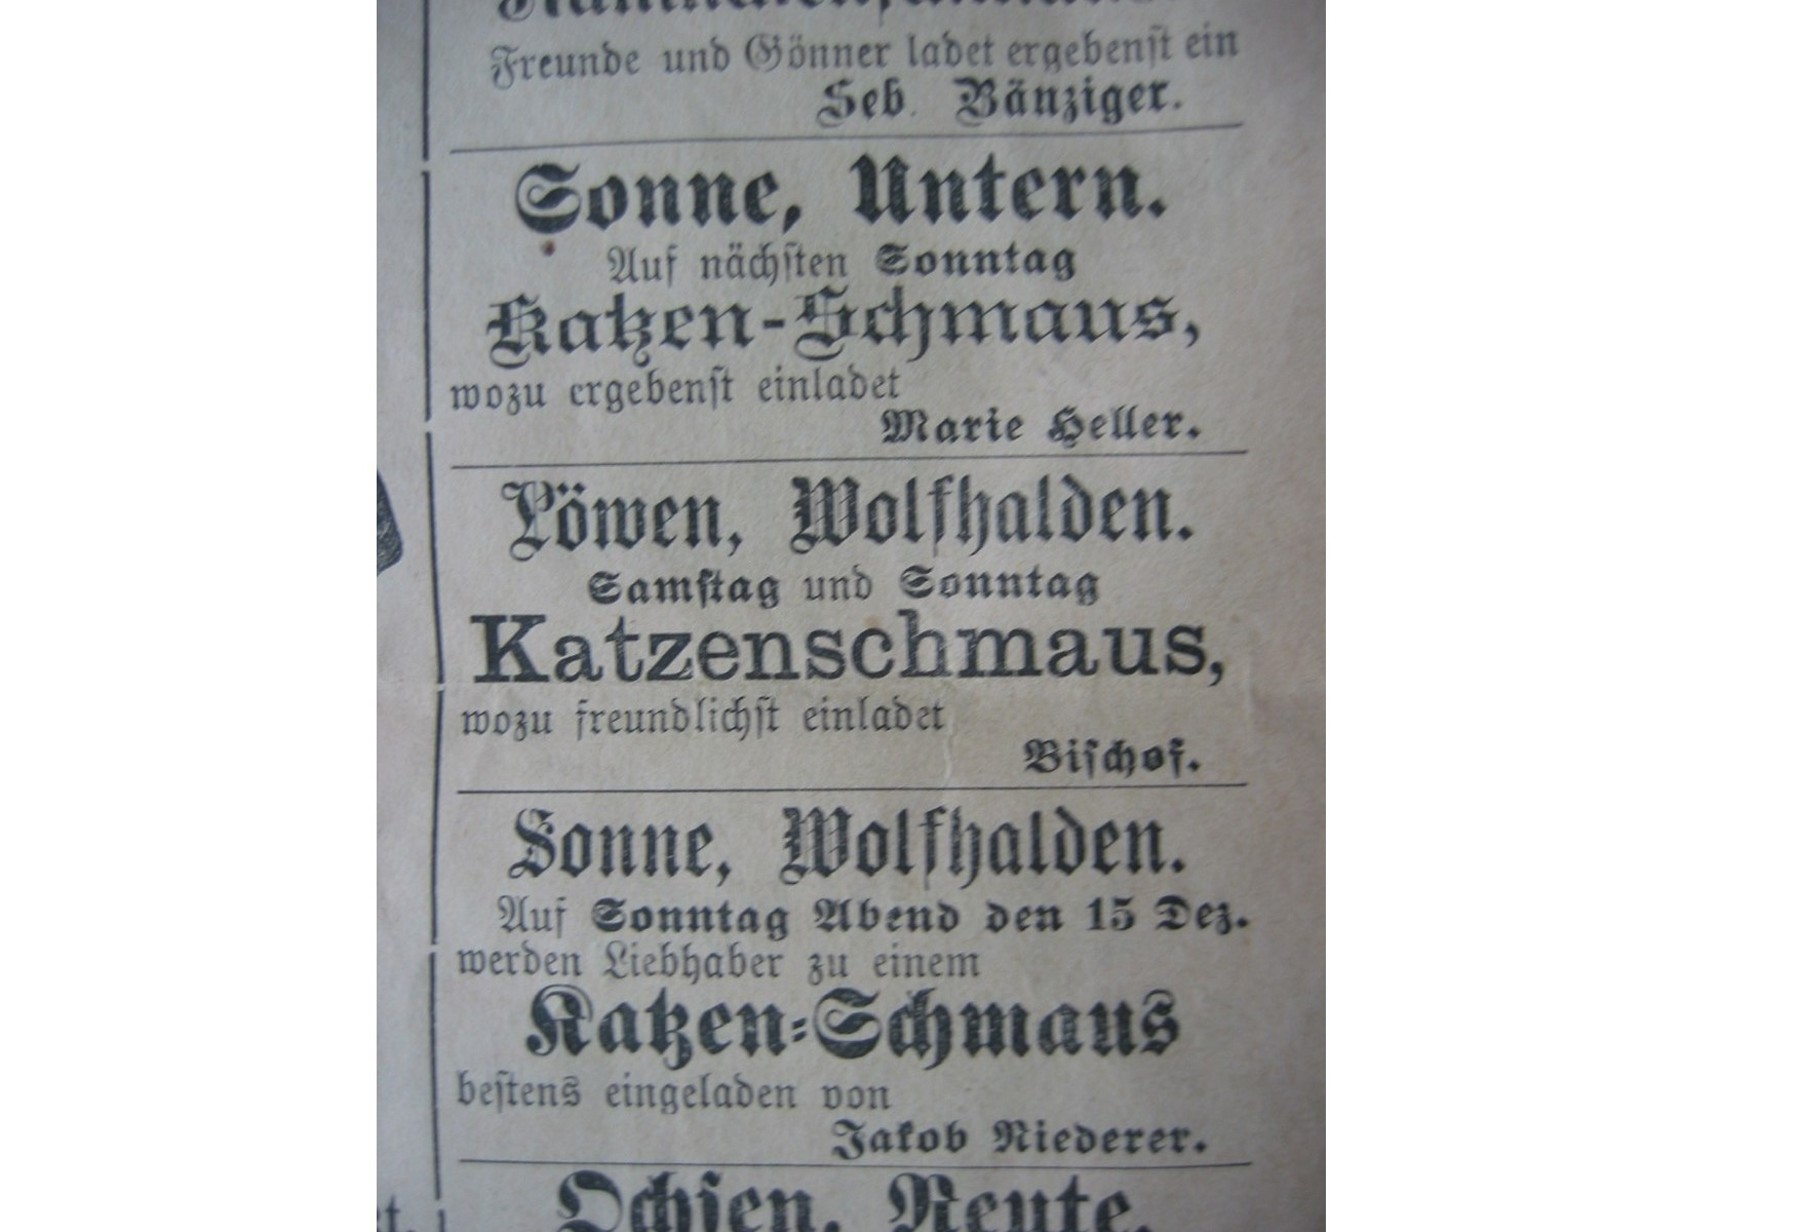 Freunde und Gönner ladet ergebenſt ein
Seb. Bänziger.
Sonne, Untern.
Auf nächſten Sonntag
Katzen-Schmaus,
wozu ergebenſt einladet
Marie Heller.
Löwen, Wolfhalden.
Samſtag und Sonntag
Katzenschmaus,
wozu freundlichſt einladet
Biſchof.
Sonne, Wolfhalden.
Auf Sonntag Abend den 15 Dez.
werden Liebhaber zu einem
Katzen-Schmaus
beſtens eingeladen von
Jakob Niederer.
Ochſen, Reute.